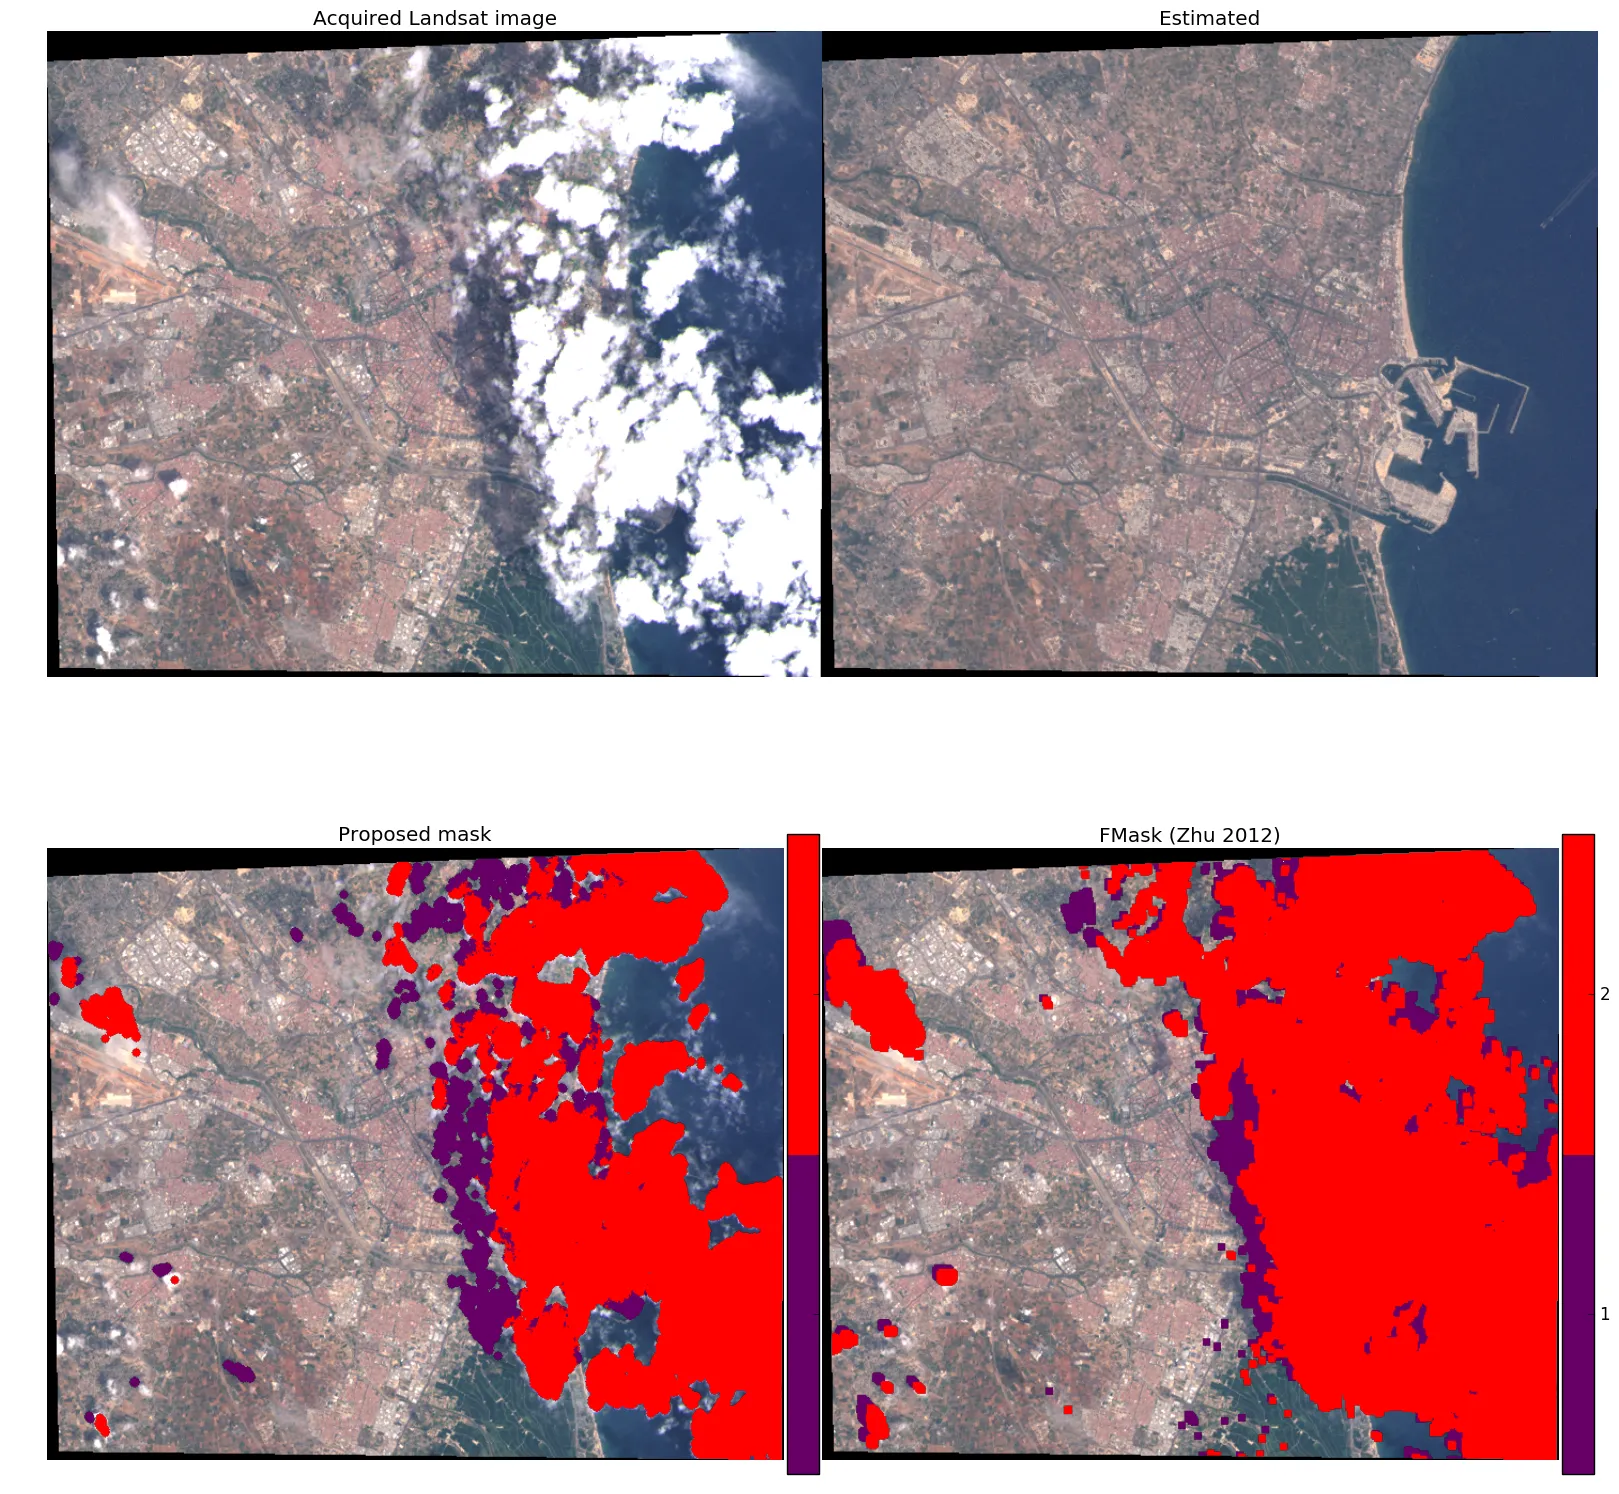 Acquired Landsat image
Estimated
Proposed mask
FMask (Zhu 2012)
2
1